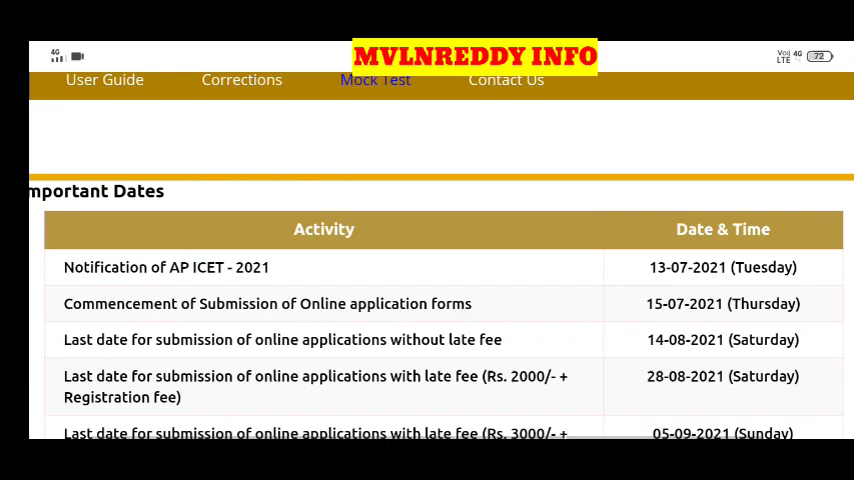 4G
MVLNREDDY INFO
Voij 4G
LTE 72
User Guide Corrections Mock Test Contact Us
mportant Dates
Activity Date & Time
Notification of AP ICET - 2021 13-07-2021 (Tuesday)
Commencement of Submission of Online application forms 15-07-2021 (Thursday)
Last date for submission of online applications without late fee 14-08-2021 (Saturday)
Last date for submission of online applications with late fee (Rs. 2000/- + 28-08-2021 (Saturday)
Registration fee)
Last date for submission of online applications with late fee (Rs. 3000/- + 05-09-2021 (Sunday)